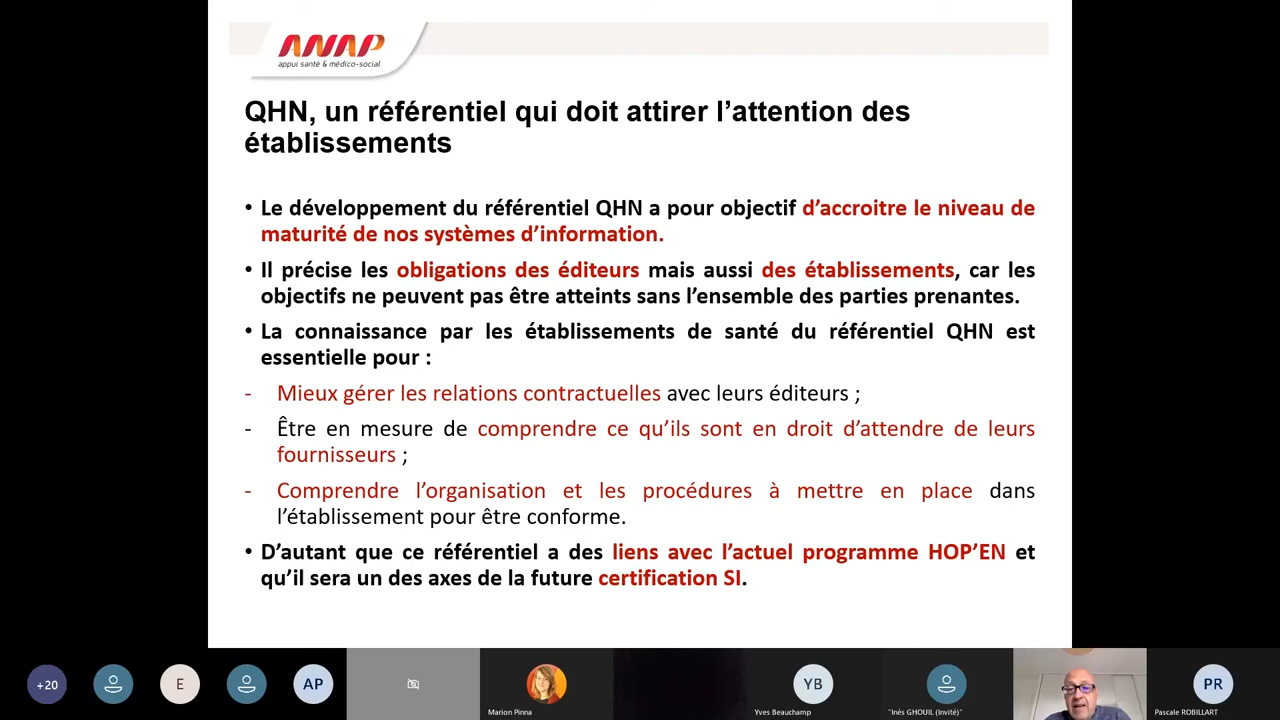 ANAP
appui santé & médico-social
QHN, un référentiel qui doit attirer l’attention des
établissements
• Le développement du référentiel QHN a pour objectif d’accroitre le niveau de
maturité de nos systèmes d’information.
• Il précise les obligations des éditeurs mais aussi des établissements, car les
objectifs ne peuvent pas être atteints sans l’ensemble des parties prenantes.
• La connaissance par les établissements de santé du référentiel QHN est
essentielle pour :
- Mieux gérer les relations contractuelles avec leurs éditeurs ;
- Être en mesure de comprendre ce qu’ils sont en droit d’attendre de leurs
fournisseurs ;
- Comprendre l’organisation et les procédures à mettre en place dans
l’établissement pour être conforme.
• D’autant que ce référentiel a des liens avec l’actuel programme HOP’EN et
qu’il sera un des axes de la future certification SI.
+20
E
AP
YB
PR
Marion Pinna
Yves Beauchamp
"Inès GHOUIL (Invité)"
Pascale ROBILLART